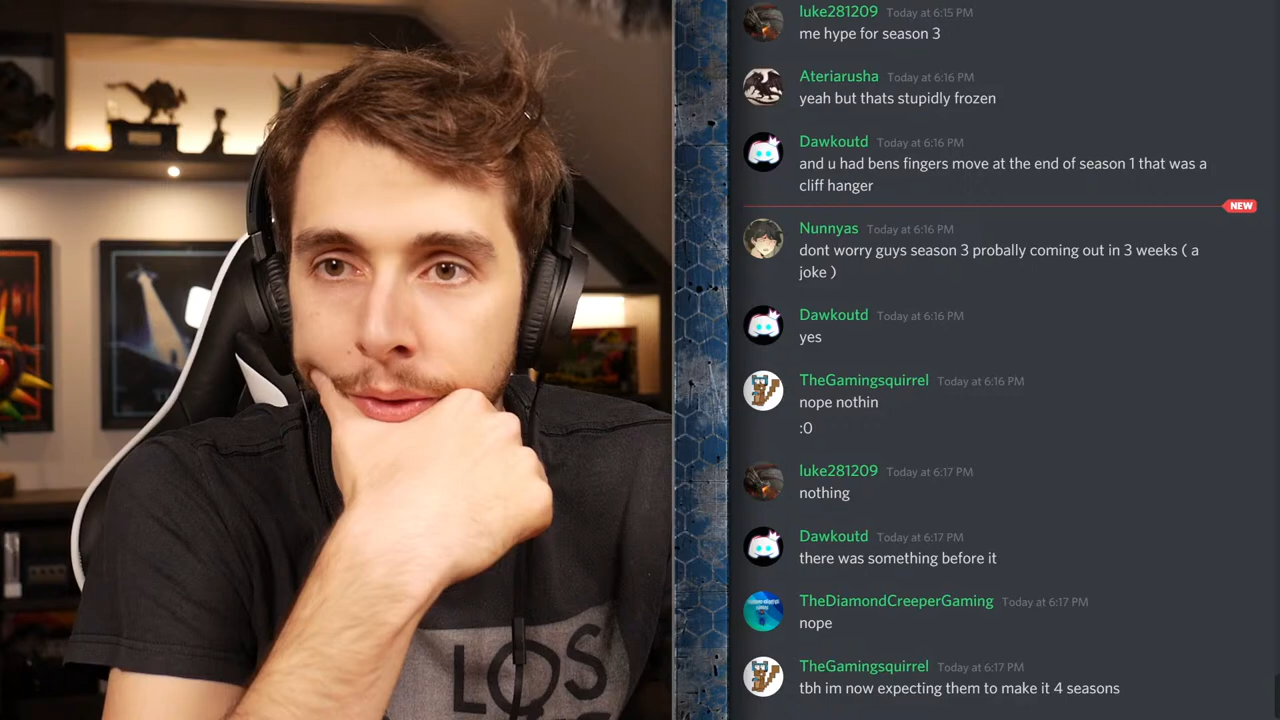 luke281209 Today at 6:15 PM
me hype for season 3
Ateriarusha Today at 6:16 PM
yeah but thats stupidly frozen
Dawkoutd Today at 6:16 PM
and u had bens fingers move at the end of season 1 that was a
cliff hanger
NEW
Nunnyas Today at 6:16 PM
dont worry guys season 3 probally coming out in 3 weeks ( a
joke )
Dawkoutd Today at 6:16 PM
yes
TheGamingsquirrel Today at 6:16 PM
nope nothin
:0
luke281209 Today at 6:17 PM
nothing
Dawkoutd Today at 6:17 PM
there was something before it
TheDiamondCreeperGaming Today at 6:17 PM
nope
TheGamingsquirrel Today at 6:17 PM
tbh im now expecting them to make it 4 seasons
LOS